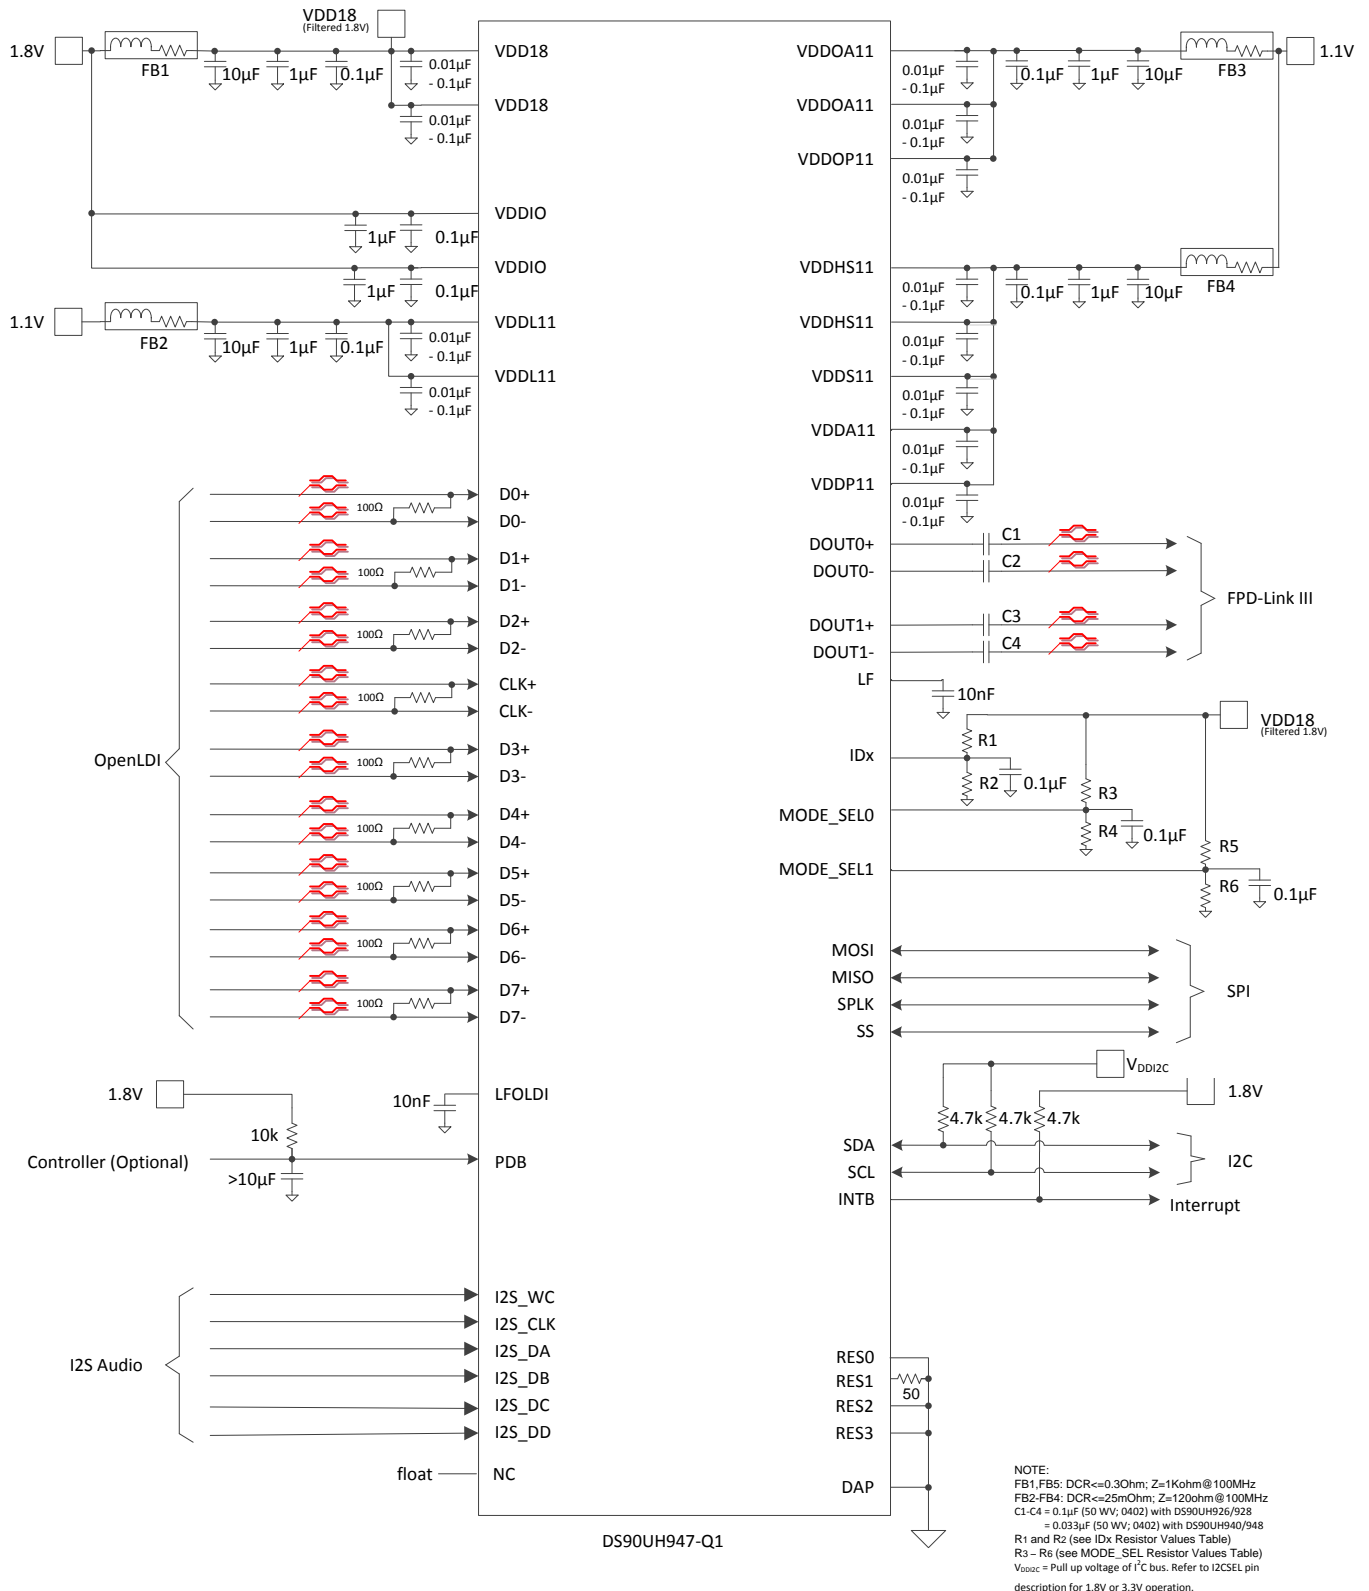 VDD18
(Filtered 1.8V)
1.8V
FB1
10µF
1µF
0.1µF
0.01µF
- 0.1µF
VDD18
0.01µF
- 0.1µF
VDD18
1µF
0.1µF
VDDIO
1µF
0.1µF
VDDIO
1.1V
FB2
10µF
1µF
0.1µF
0.01µF
- 0.1µF
VDDL11
0.01µF
- 0.1µF
VDDL11
OpenLDI
100Ω
D0+
D0-
100Ω
D1+
D1-
100Ω
D2+
D2-
100Ω
CLK+
CLK-
100Ω
D3+
D3-
100Ω
D4+
D4-
100Ω
D5+
D5-
100Ω
D6+
D6-
100Ω
D7+
D7-
1.8V
10nF
LFOLDI
10k
Controller (Optional)
>10µF
PDB
I2S Audio
I2S_WC
I2S_CLK
I2S_DA
I2S_DB
I2S_DC
I2S_DD
float
NC
VDDOA11
0.01µF
- 0.1µF
0.1µF
1µF
10µF
FB3
1.1V
VDDOA11
0.01µF
- 0.1µF
VDDOP11
0.01µF
- 0.1µF
VDDHS11
0.01µF
- 0.1µF
0.1µF
1µF
10µF
FB4
VDDHS11
0.01µF
- 0.1µF
VDDS11
0.01µF
- 0.1µF
VDDA11
0.01µF
- 0.1µF
VDDP11
0.01µF
- 0.1µF
DOUT0+
C1
DOUT0-
C2
DOUT1+
C3
DOUT1-
C4
FPD-Link III
LF
10nF
VDD18
(Filtered 1.8V)
IDx
R1
R2
0.1µF
MODE_SEL0
R3
R4
0.1µF
MODE_SEL1
R5
R6
0.1µF
MOSI
MISO
SPLK
SS
SPI
VDDI2C
1.8V
4.7k
4.7k
4.7k
SDA
SCL
I2C
INTB
Interrupt
RES0
RES1
50
RES2
RES3
DAP
DS90UH947-Q1
NOTE:
FB1,FB5: DCR<=0.3Ohm; Z=1Kohm@100MHz
FB2-FB4: DCR<=25mOhm; Z=120ohm@100MHz
C1-C4 = 0.1µF (50 WV; 0402) with DS90UH926/928
= 0.033µF (50 WV; 0402) with DS90UH940/948
R1 and R2 (see IDx Resistor Values Table)
R3 – R6 (see MODE_SEL Resistor Values Table)
VDDI2C = Pull up voltage of I²C bus. Refer to I2CSEL pin
description for 1.8V or 3.3V operation.